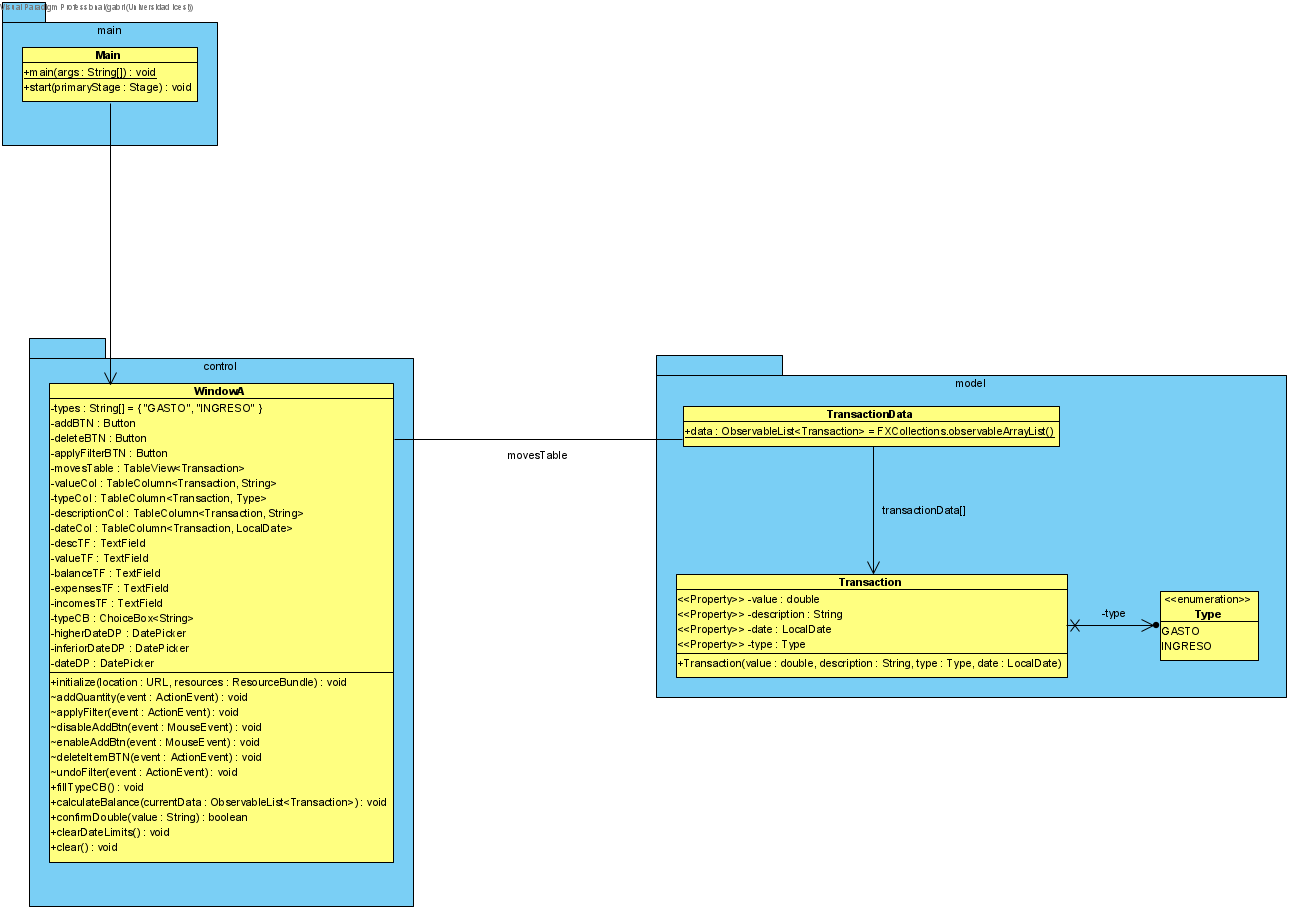 Visual Paradigm Professional(gabri(Universidad Icesi))
main
Main
+main(args : String[]) : void
+start(primaryStage : Stage) : void
control
WindowA
-types : String[] = { "GASTO", "INGRESO" }
-addBTN : Button
-deleteBTN : Button
-applyFilterBTN : Button
-movesTable : TableView<Transaction>
-valueCol : TableColumn<Transaction, String>
-typeCol : TableColumn<Transaction, Type>
-descriptionCol : TableColumn<Transaction, String>
-dateCol : TableColumn<Transaction, LocalDate>
-descTF : TextField
-valueTF : TextField
-balanceTF : TextField
-expensesTF : TextField
-incomesTF : TextField
-typeCB : ChoiceBox<String>
-higherDateDP : DatePicker
-inferiorDateDP : DatePicker
-dateDP : DatePicker
+initialize(location : URL, resources : ResourceBundle) : void
~addQuantity(event : ActionEvent) : void
~applyFilter(event : ActionEvent) : void
~disableAddBtn(event : MouseEvent) : void
~enableAddBtn(event : MouseEvent) : void
~deleteItemBTN(event : ActionEvent) : void
~undoFilter(event : ActionEvent) : void
+fillTypeCB() : void
+calculateBalance(currentData : ObservableList<Transaction>) : void
+confirmDouble(value : String) : boolean
+clearDateLimits() : void
+clear() : void
movesTable
model
TransactionData
+data : ObservableList<Transaction> = FXCollections.observableArrayList()
transactionData[]
Transaction
<<Property>> -value : double
<<Property>> -description : String
<<Property>> -date : LocalDate
<<Property>> -type : Type
+Transaction(value : double, description : String, type : Type, date : LocalDate)
-type
<<enumeration>>
Type
GASTO
INGRESO